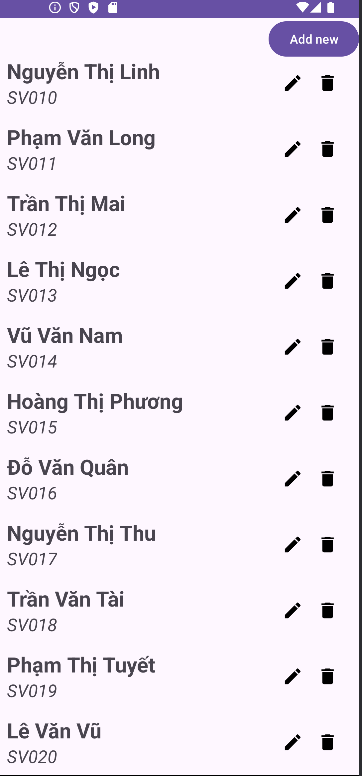 Add new
Nguyễn Thị Linh
SV010
Phạm Văn Long
SV011
Trần Thị Mai
SV012
Lê Thị Ngọc
SV013
Vũ Văn Nam
SV014
Hoàng Thị Phương
SV015
Đỗ Văn Quân
SV016
Nguyễn Thị Thu
SV017
Trần Văn Tài
SV018
Phạm Thị Tuyết
SV019
Lê Văn Vũ
SV020